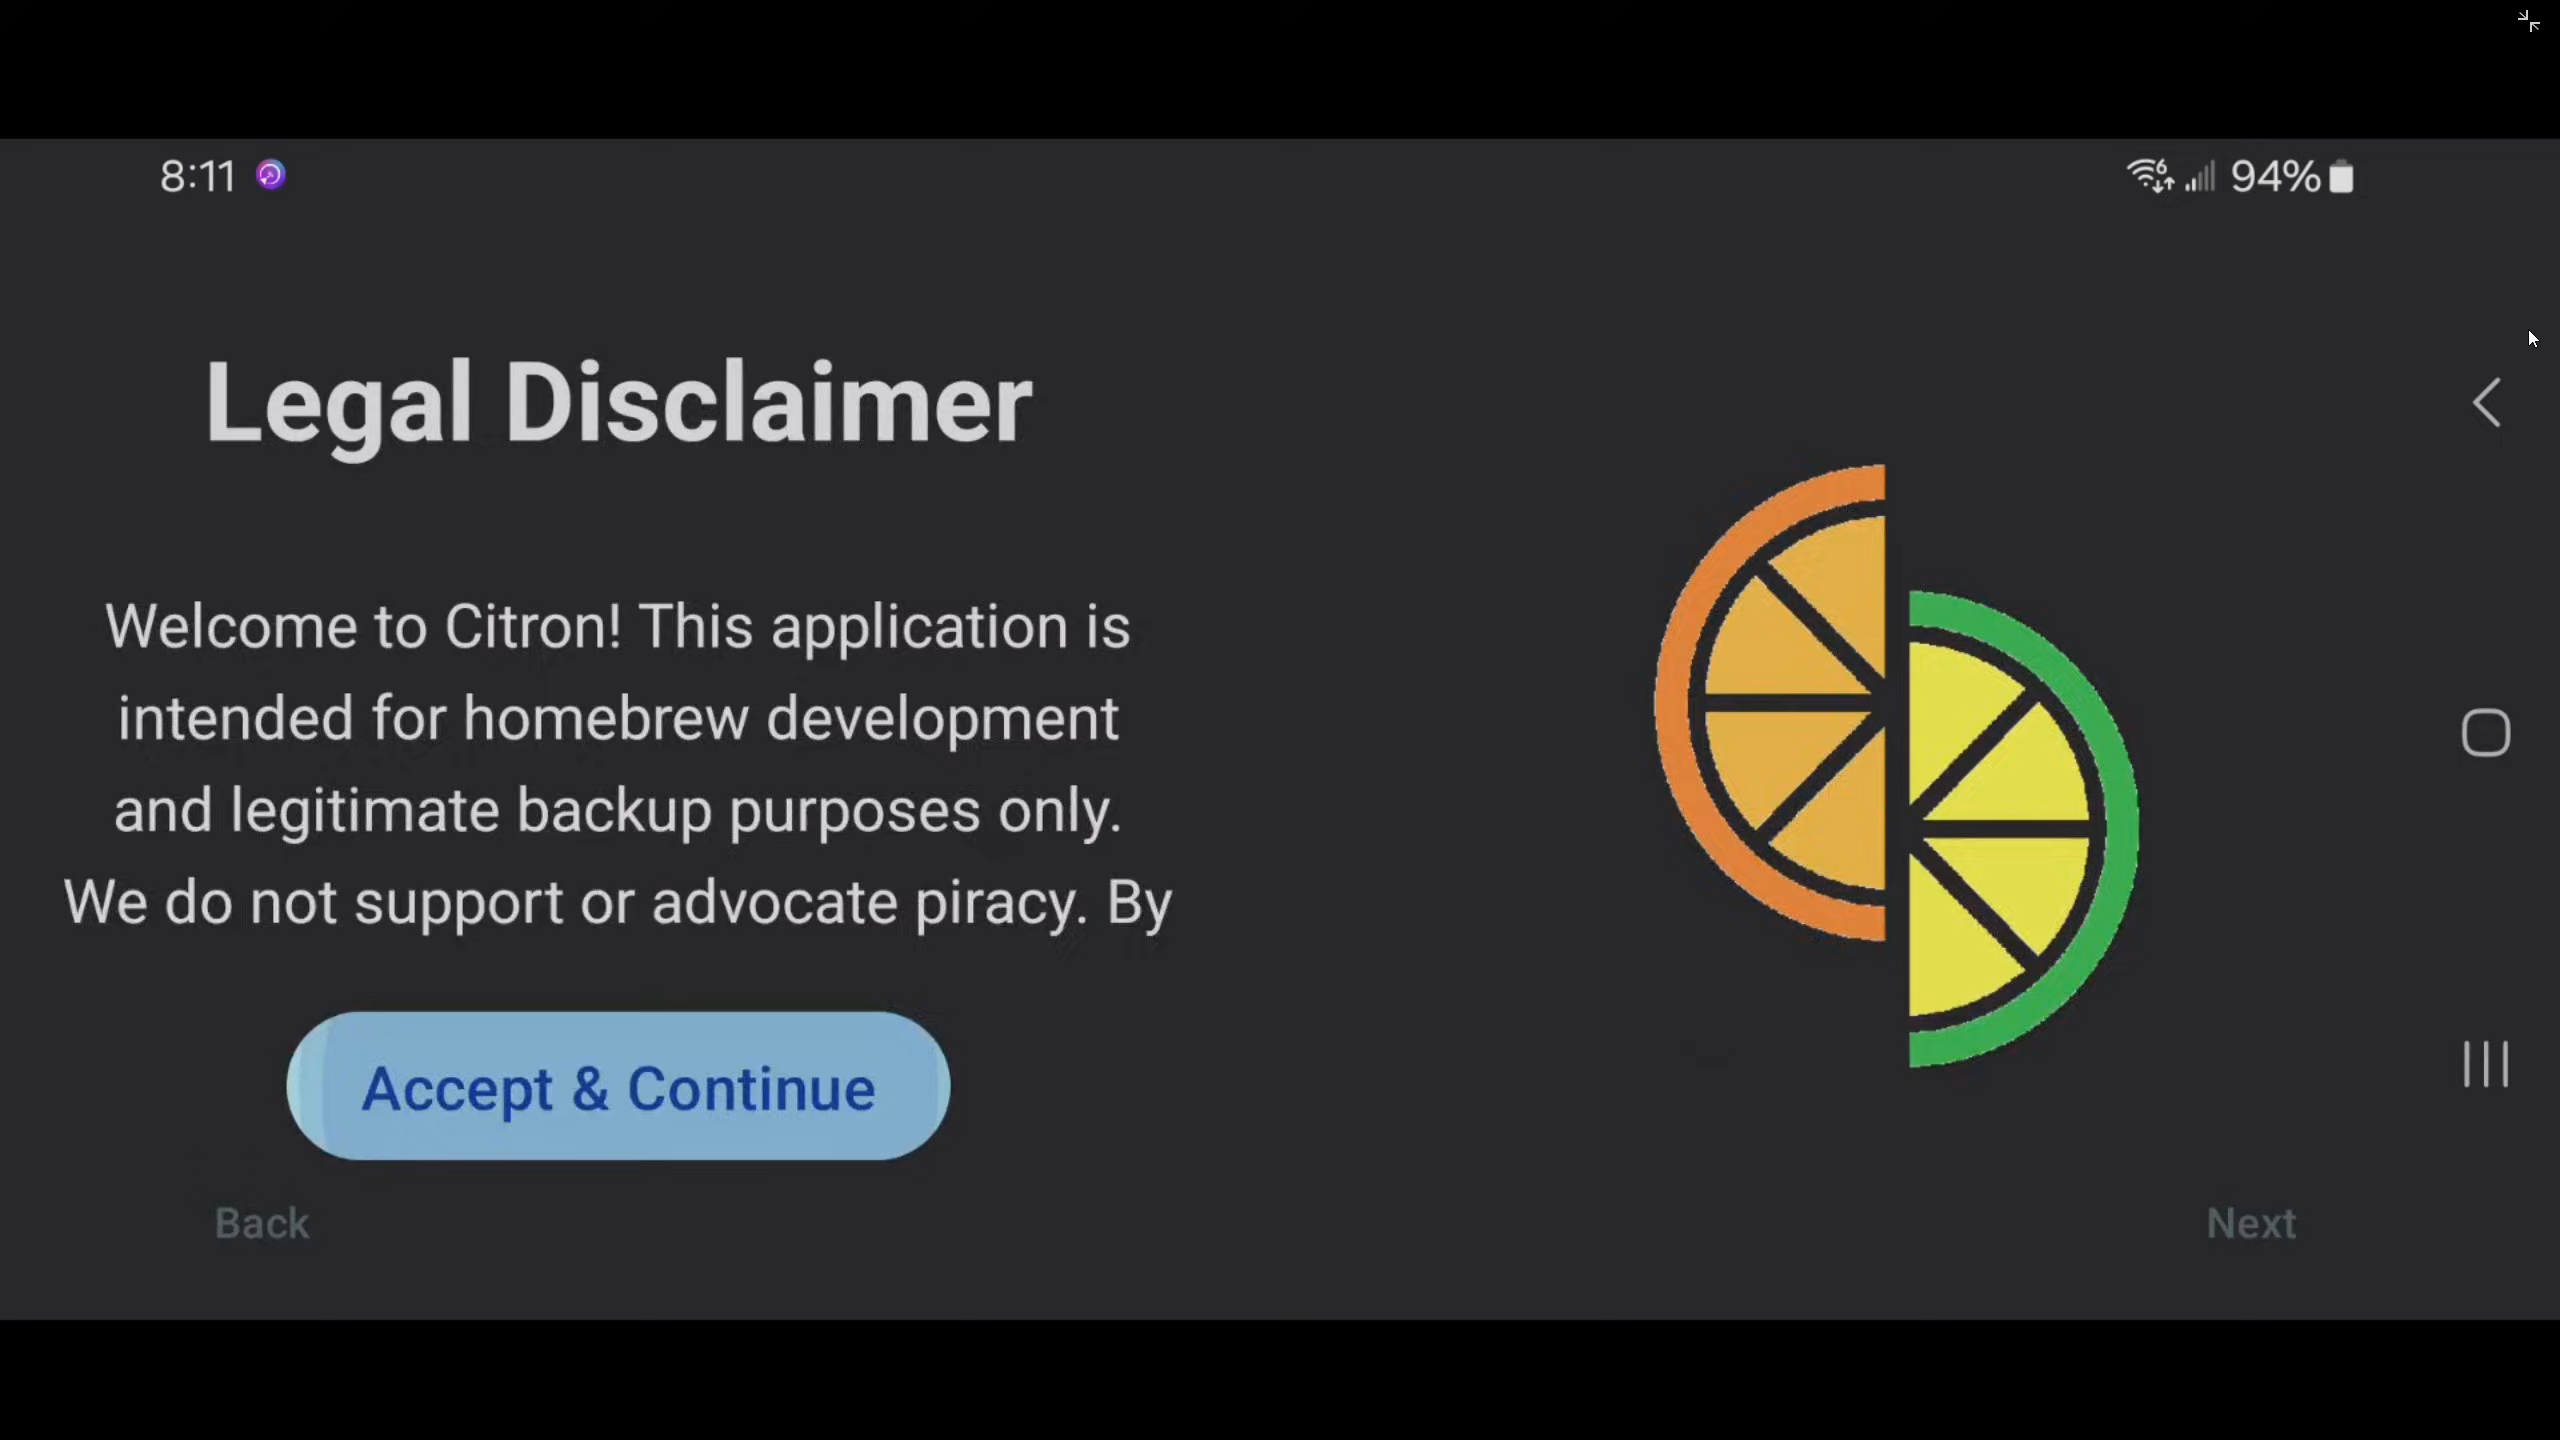 8:11
6 94%
Legal Disclaimer
Welcome to Citron! This application is
intended for homebrew development
and legitimate backup purposes only.
We do not support or advocate piracy. By
Accept & Continue
Back
Next